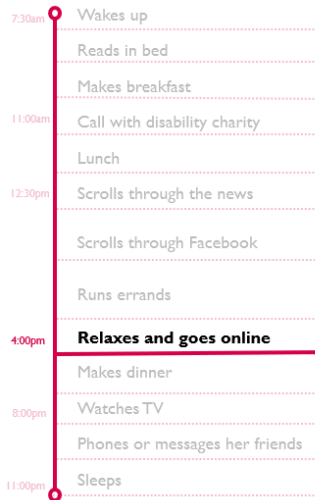 7:30am Wakes up
Reads in bed
Makes breakfast
11:00am Call with disability charity
Lunch
12:30pm Scrolls through the news
Scrolls through Facebook
Runs errands
4:00pm Relaxes and goes online
Makes dinner
8:00pm Watches TV
Phones or messages her friends
11:00pm Sleeps